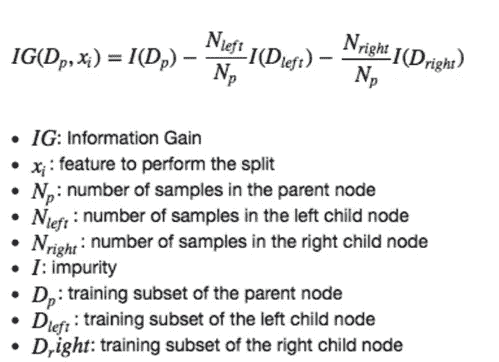 IG(D_p, x_i) = I(D_p) − \frac{N_{left}}{N_p} I(D_{left}) − \frac{N_{right}}{N_p} I(D_{right})
• IG: Information Gain
• x_i : feature to perform the split
• N_p : number of samples in the parent node
• N_{left} : number of samples in the left child node
• N_{right} : number of samples in the right child node
• I: impurity
• D_p : training subset of the parent node
• D_{left} : training subset of the left child node
• D_right: training subset of the right child node